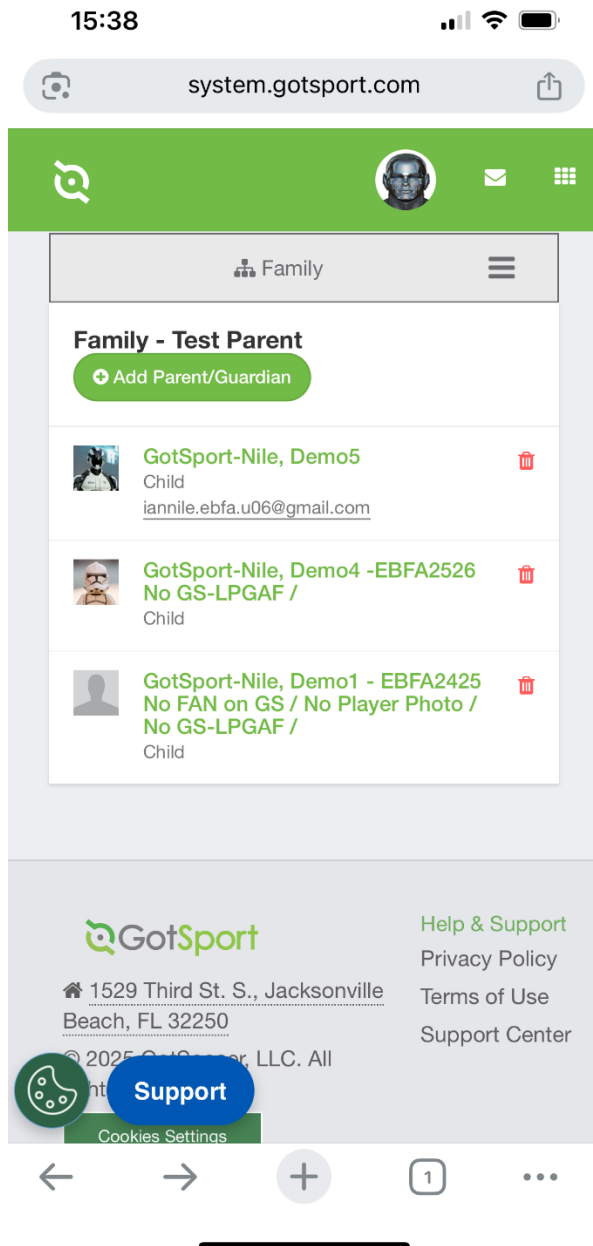 15:38
system.gotsport.com
Family
Family - Test Parent
Add Parent/Guardian
GotSport-Nile, Demo5
Child
iannile.ebfa.u06@gmail.com
GotSport-Nile, Demo4 -EBFA2526
No GS-LPGAF /
Child
GotSport-Nile, Demo1 - EBFA2425
No FAN on GS / No Player Photo /
No GS-LPGAF /
Child
GotSport
1529 Third St. S., Jacksonville
Beach, FL 32250
© 2025 LLC. All
Help & Support
Privacy Policy
Terms of Use
Support Center
Support
Cookies Settings
1